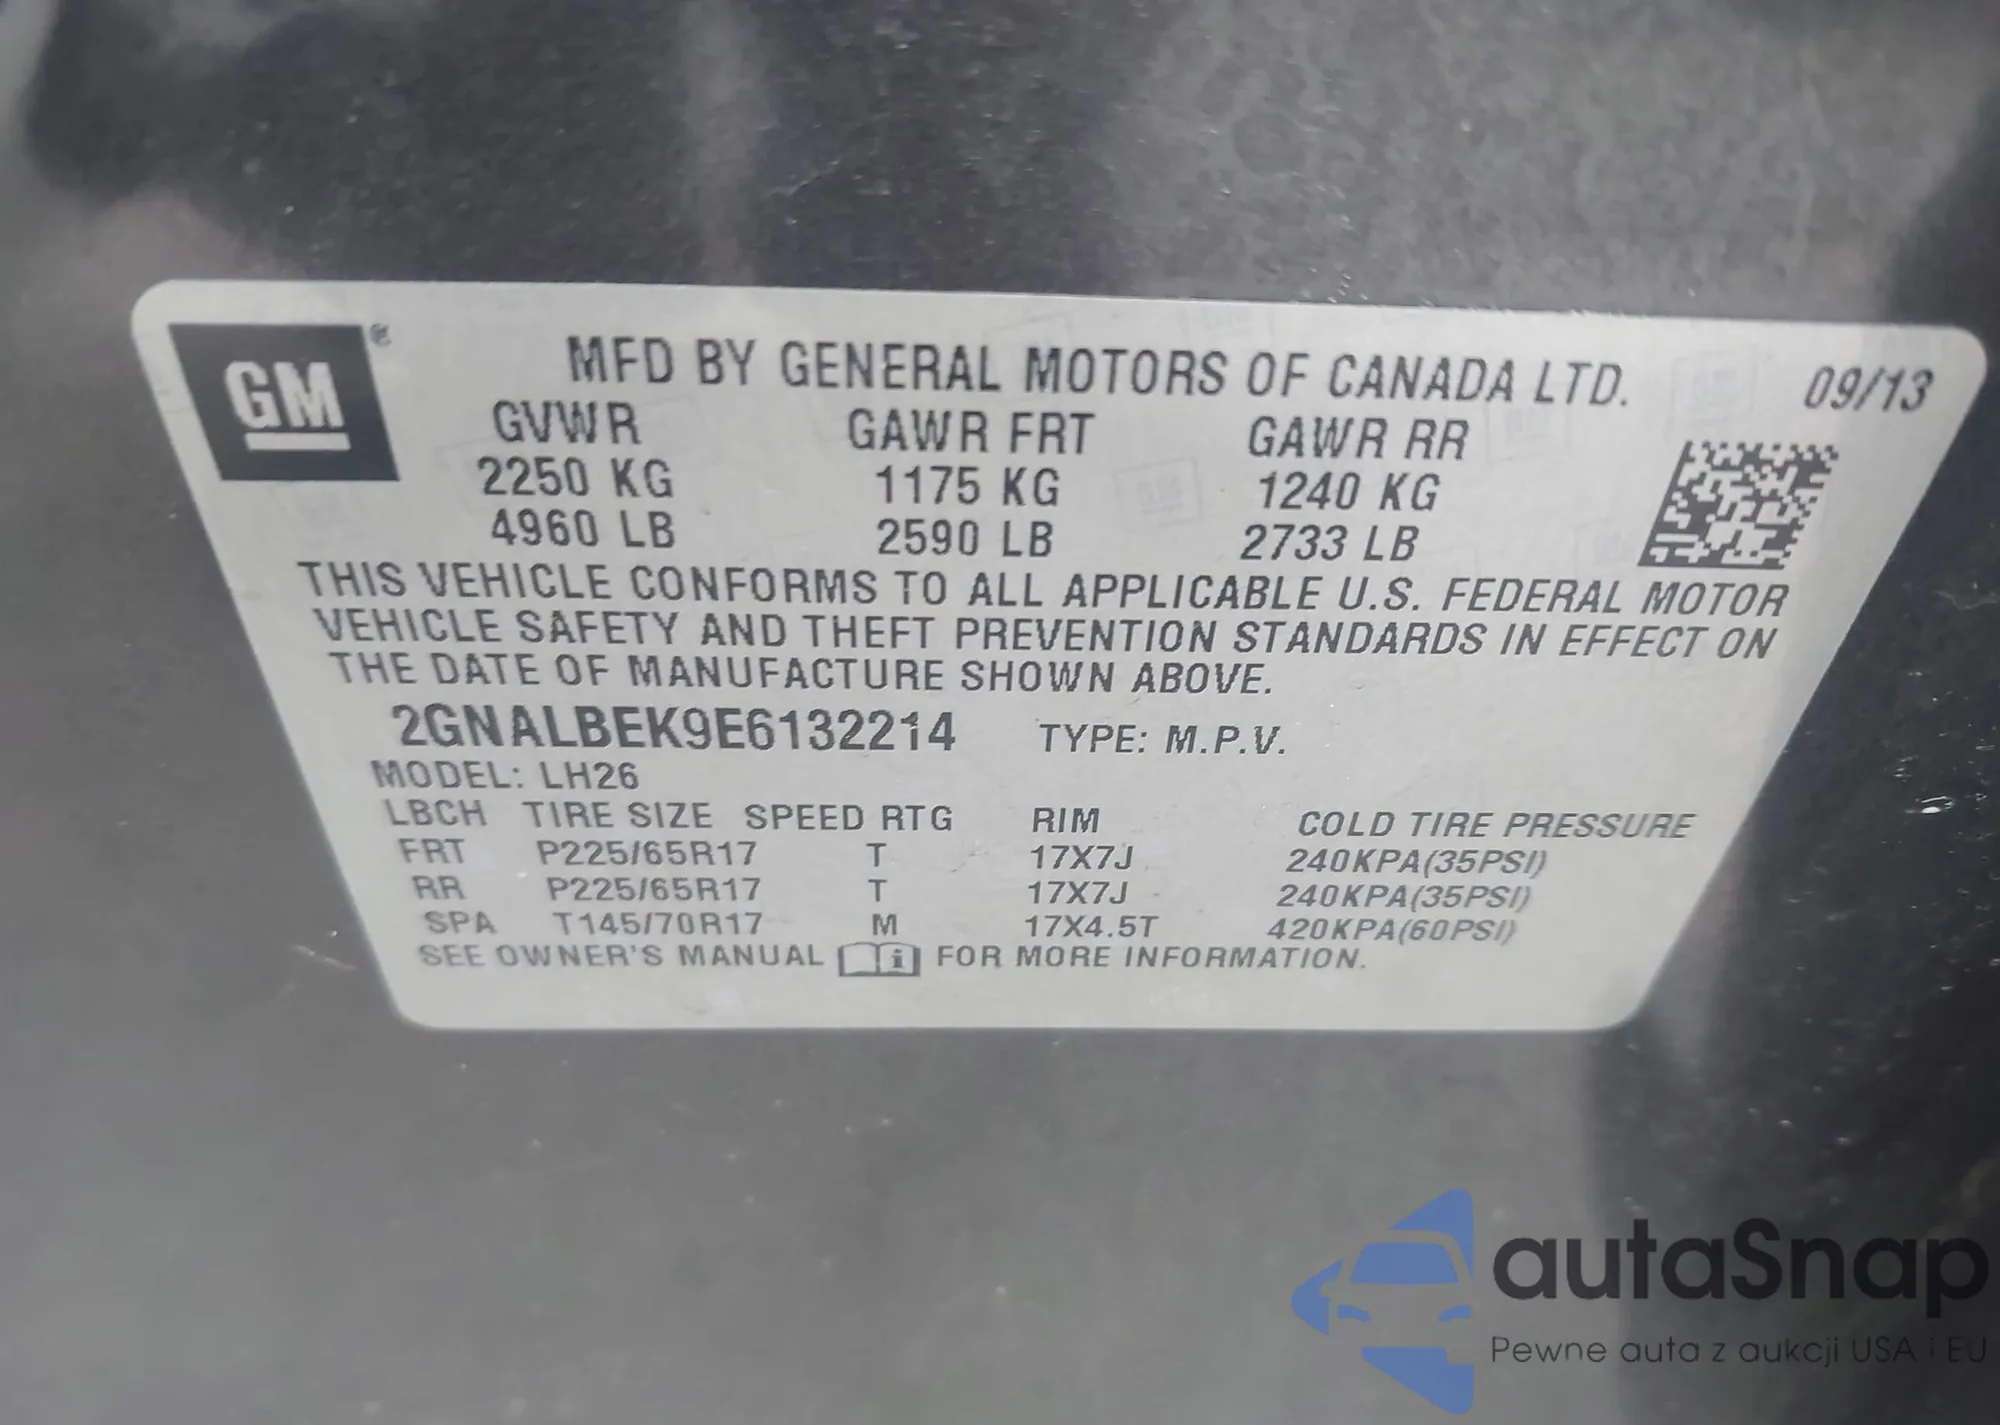 GM ®
MFD BY GENERAL MOTORS OF CANADA LTD. 09/13
GVWR GAWR FRT GAWR RR
2250 KG 1175 KG 1240 KG
4960 LB 2590 LB 2733 LB
THIS VEHICLE CONFORMS TO ALL APPLICABLE U.S. FEDERAL MOTOR
VEHICLE SAFETY AND THEFT PREVENTION STANDARDS IN EFFECT ON
THE DATE OF MANUFACTURE SHOWN ABOVE.
2GNALBEK9E6132214 TYPE: M.P.V.
MODEL: LH26
LBCH TIRE SIZE SPEED RTG RIM COLD TIRE PRESSURE
FRT P225/65R17 T 17X7J 240KPA(35PSI)
RR P225/65R17 T 17X7J 240KPA(35PSI)
SPA T145/70R17 M 17X4.5T 420KPA(60PSI)
SEE OWNER'S MANUAL i FOR MORE INFORMATION.
autaSnap
Pewne auta z aukcji USA i EU